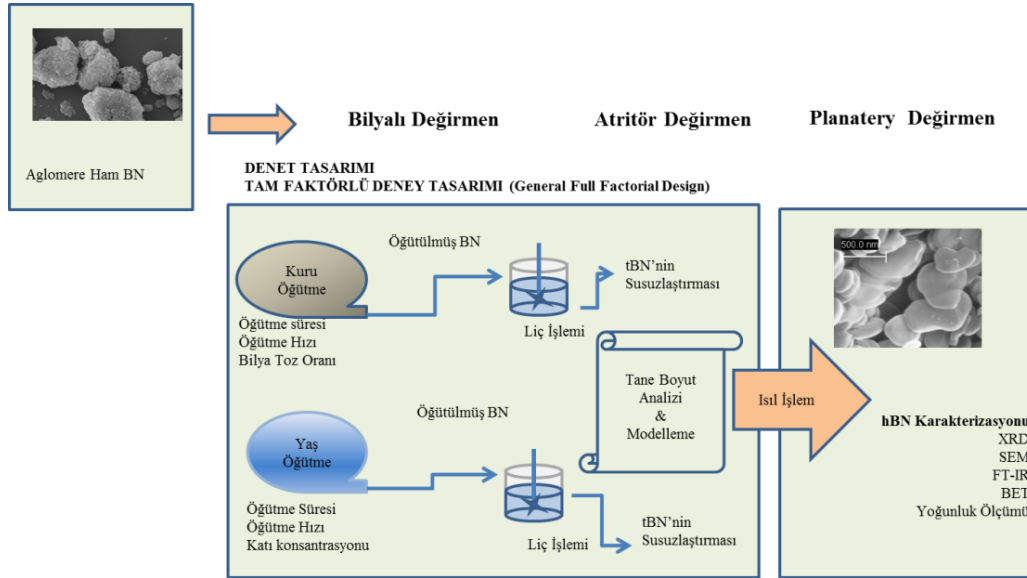 Aglomere Ham BN
Bilyalı Değirmen
Atritör Değirmen
Planatery Değirmen
DENET TASARIMI
TAM FAKTÖRLÜ DENEY TASARIMI (General Full Factorial Design)
Kuru
Öğütme
Öğütülmüş BN
Öğütme süresi
Öğütme Hızı
Bilya Toz Oranı
Liç İşlemi
tBN’nin
Susuzlaştırması
Tane Boyut
Analizi
&
Modelleme
Yaş
Öğütme
Öğütülmüş BN
Öğütme Süresi
Öğütme Hızı
Katı konsantrasyonu
Liç İşlemi
tBN’nin
Susuzlaştırması
Isıl İşlem
500.0 nm
hBN Karakterizasyonu
XRD
SEM
FT-IR
BET
Yoğunluk Ölçümü